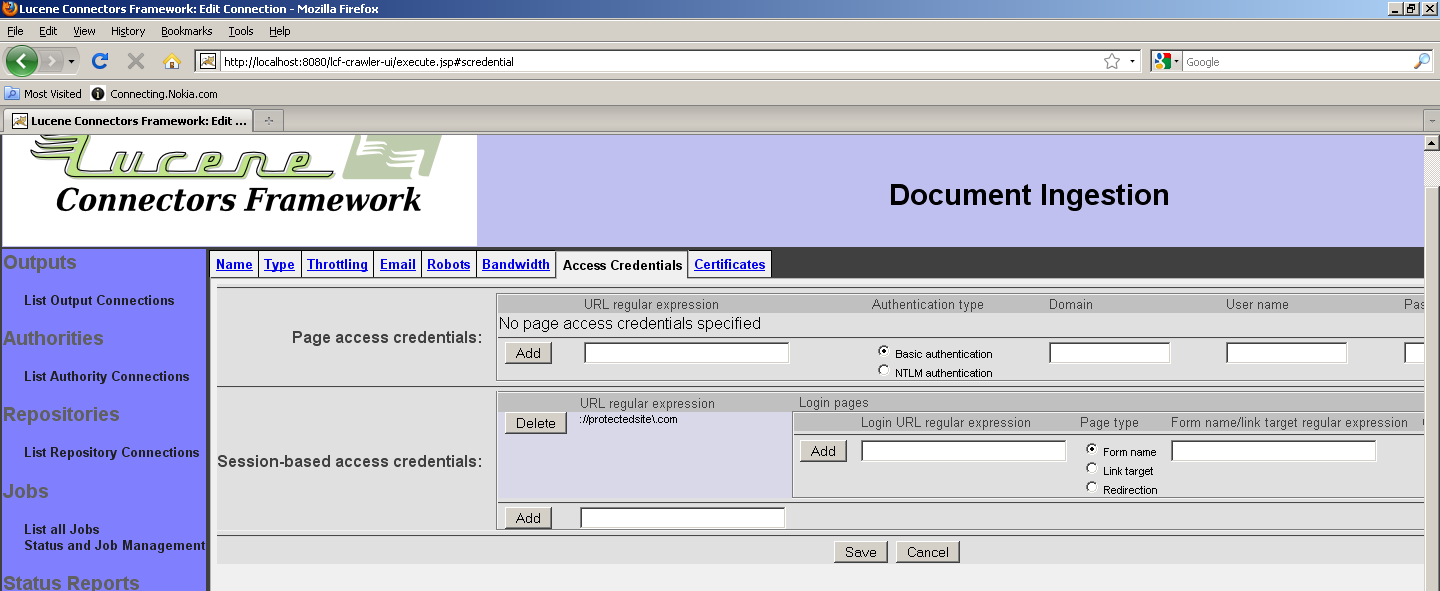 Lucene Connectors Framework: Edit Connection - Mozilla Firefox
File Edit View History Bookmarks Tools Help
http://localhost:8080/lcf-crawler-ui/execute.jsp#scredential
Google
Most Visited Connecting.Nokia.com
Lucene Connectors Framework: Edit ...
Lucene
Connectors Framework
Document Ingestion
Outputs
List Output Connections
Authorities
List Authority Connections
Repositories
List Repository Connections
Jobs
List all Jobs
Status and Job Management
Status Reports
Name Type Throttling Email Robots Bandwidth Access Credentials Certificates
Page access credentials:
URL regular expression Authentication type Domain User name Pas
No page access credentials specified
Add Basic authentication
NTLM authentication
Session-based access credentials:
URL regular expression Login pages
Delete ://protectedsite\.com
Login URL regular expression Page type Form name/link target regular expression
Add Form name
Link target
Redirection
Add
Save Cancel